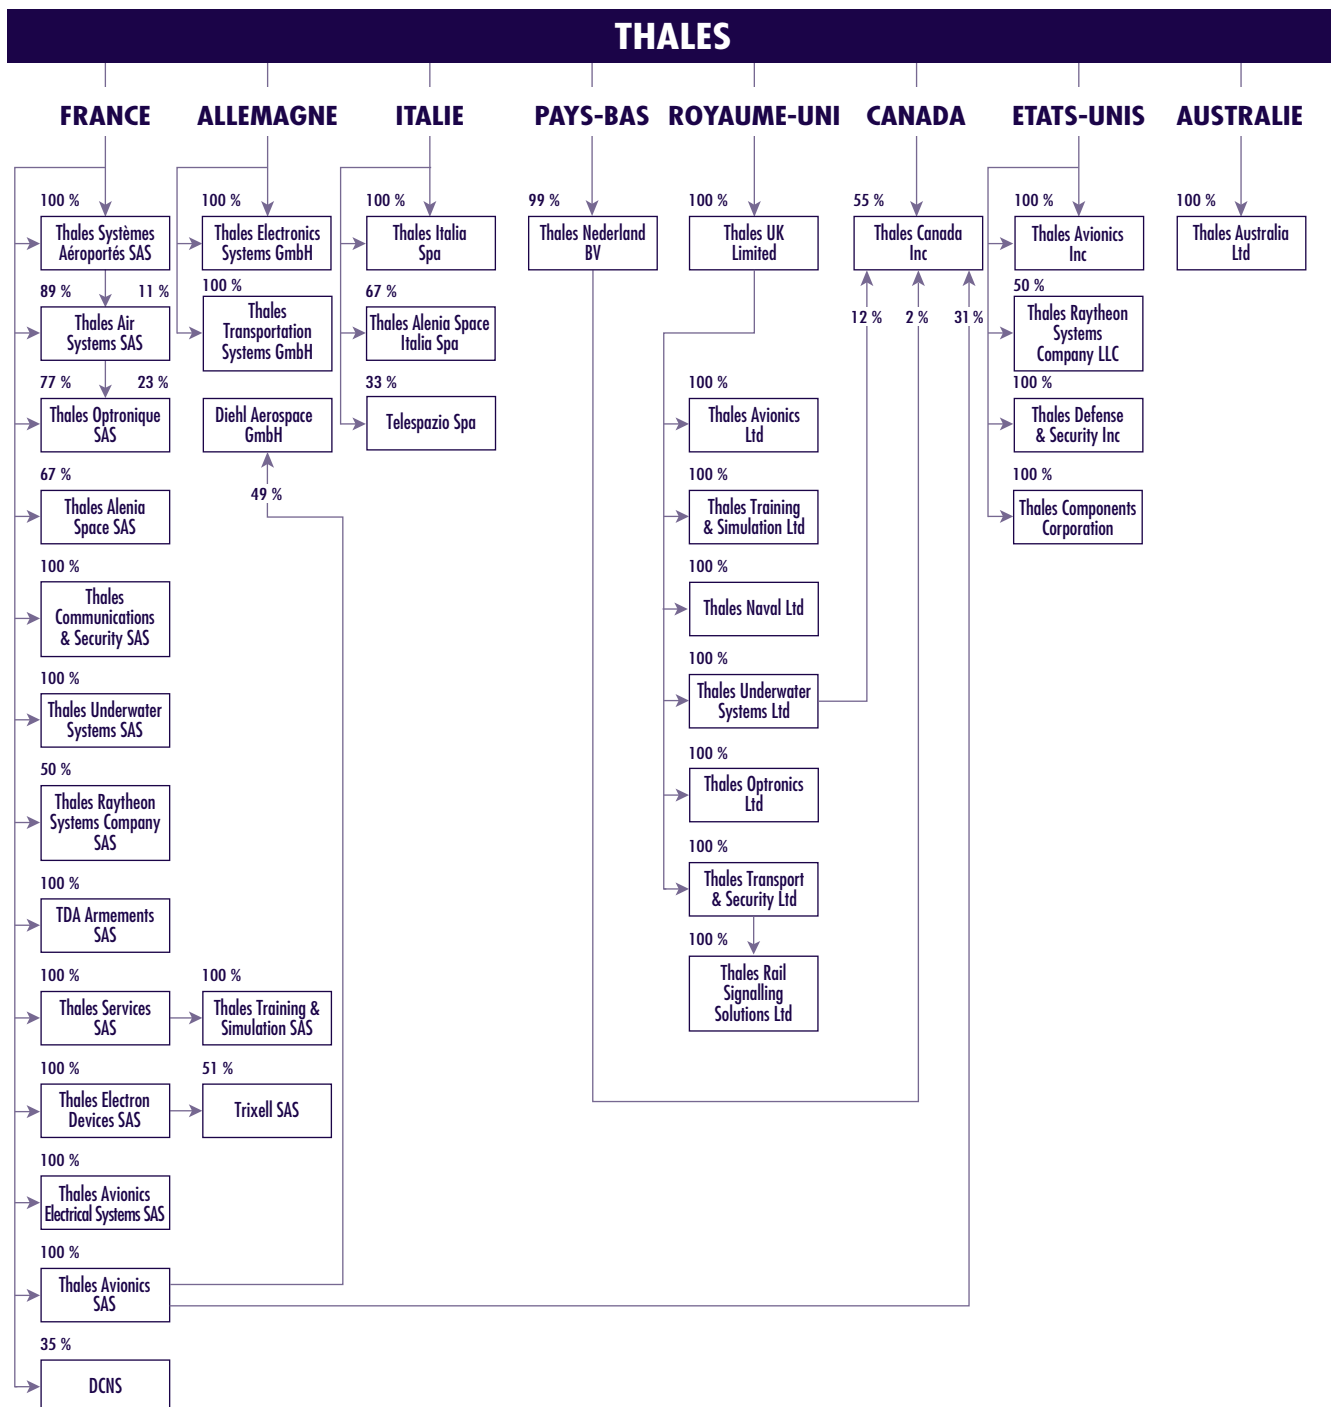 THALES
FRANCE
ALLEMAGNE
ITALIE
PAYS-BAS
ROYAUME-UNI
CANADA
ETATS-UNIS
AUSTRALIE
100 %
Thales Systèmes
Aéroportés SAS
89 %
11 %
Thales Air
Systems SAS
77 %
23 %
Thales Optronique
SAS
67 %
Thales Alenia
Space SAS
100 %
Thales
Communications
& Security SAS
100 %
Thales Underwater
Systems SAS
50 %
Thales Raytheon
Systems Company
SAS
100 %
TDA Armements
SAS
100 %
Thales Services
SAS
100 %
Thales Training &
Simulation SAS
100 %
Thales Electron
Devices SAS
51 %
Trixell SAS
100 %
Thales Avionics
Electrical Systems SAS
100 %
Thales Avionics
SAS
35 %
DCNS
100 %
Thales Electronics
Systems GmbH
100 %
Thales
Transportation
Systems GmbH
Diehl Aerospace
GmbH
49 %
100 %
Thales Italia
Spa
67 %
Thales Alenia Space
Italia Spa
33 %
Telespazio Spa
99 %
Thales Nederland
BV
100 %
Thales UK
Limited
100 %
Thales Avionics
Ltd
100 %
Thales Training
& Simulation Ltd
100 %
Thales Naval Ltd
100 %
Thales Underwater
Systems Ltd
100 %
Thales Optronics
Ltd
100 %
Thales Transport
& Security Ltd
100 %
Thales Rail
Signalling
Solutions Ltd
55 %
Thales Canada
Inc
12 %
2 %
31 %
100 %
Thales Avionics
Inc
50 %
Thales Raytheon
Systems
Company LLC
100 %
Thales Defense
& Security Inc
100 %
Thales Components
Corporation
100 %
Thales Australia
Ltd